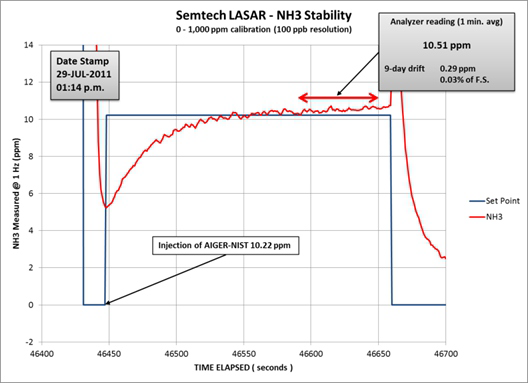 Semtech LASAR - NH3 Stability
0 - 1,000 ppm calibration (100 ppb resolution)
Analyzer reading (1 min. avg)
10.51 ppm
9-day drift 0.29 ppm
0.03% of F.S.
Date Stamp
29-JUL-2011
01:14 p.m.
14
12
10
8
6
4
2
0
NH3 Measured @ 1 Hz (ppm)
Injection of AIGER-NIST 10.22 ppm
Set Point
NH3
46400
46450
46500
46550
46600
46650
46700
TIME ELAPSED ( seconds )